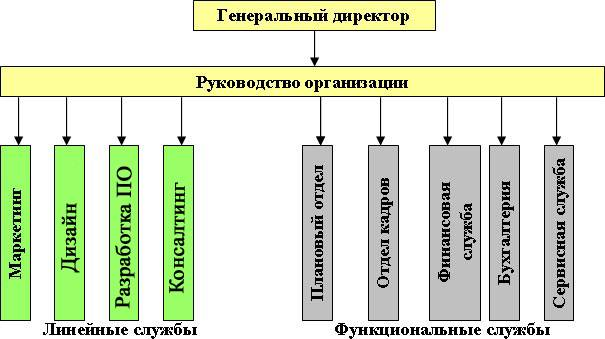 Генеральный директор
Руководство организации
Маркетинг
Дизайн
Разработка ПО
Консалтинг
Плановый отдел
Отдел кадров
Финансовая
служба
Бухгалтерия
Сервисная служба
Линейные службы
Функциональные службы